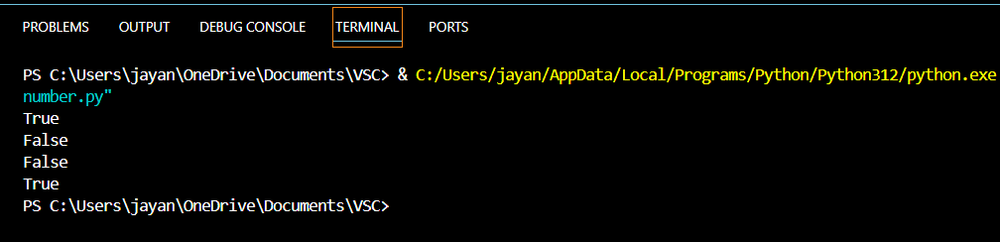 PROBLEMS OUTPUT DEBUG CONSOLE TERMINAL PORTS
PS C:\Users\jayan\OneDrive\Documents\VSC> & C:/Users/jayan/AppData/Local/Programs/Python/Python312/python.exe
number.py"
True
False
False
True
PS C:\Users\jayan\OneDrive\Documents\VSC>